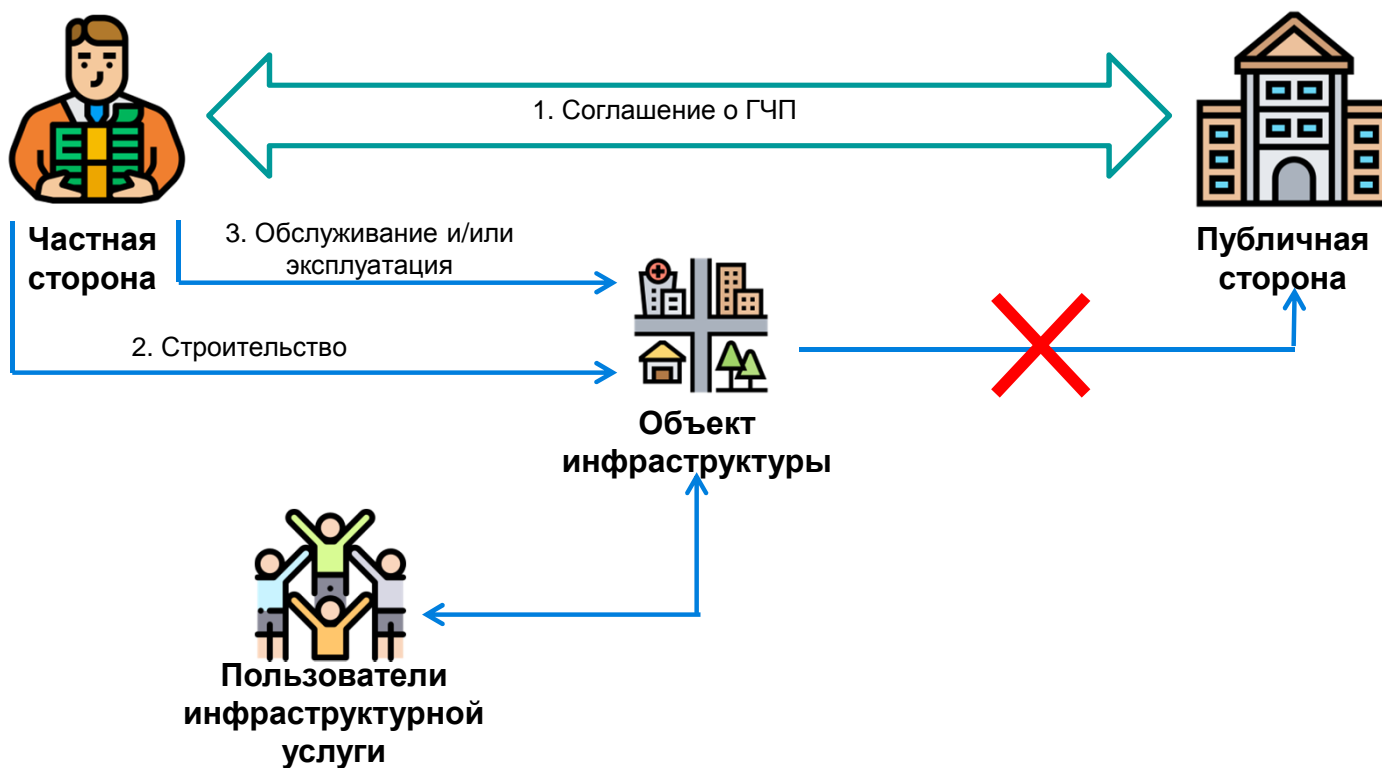 1. Соглашение о ГЧП
Частная
сторона
Публичная
сторона
3. Обслуживание и/или
эксплуатация
2. Строительство
Объект
инфраструктуры
Пользователи
инфраструктурной
услуги